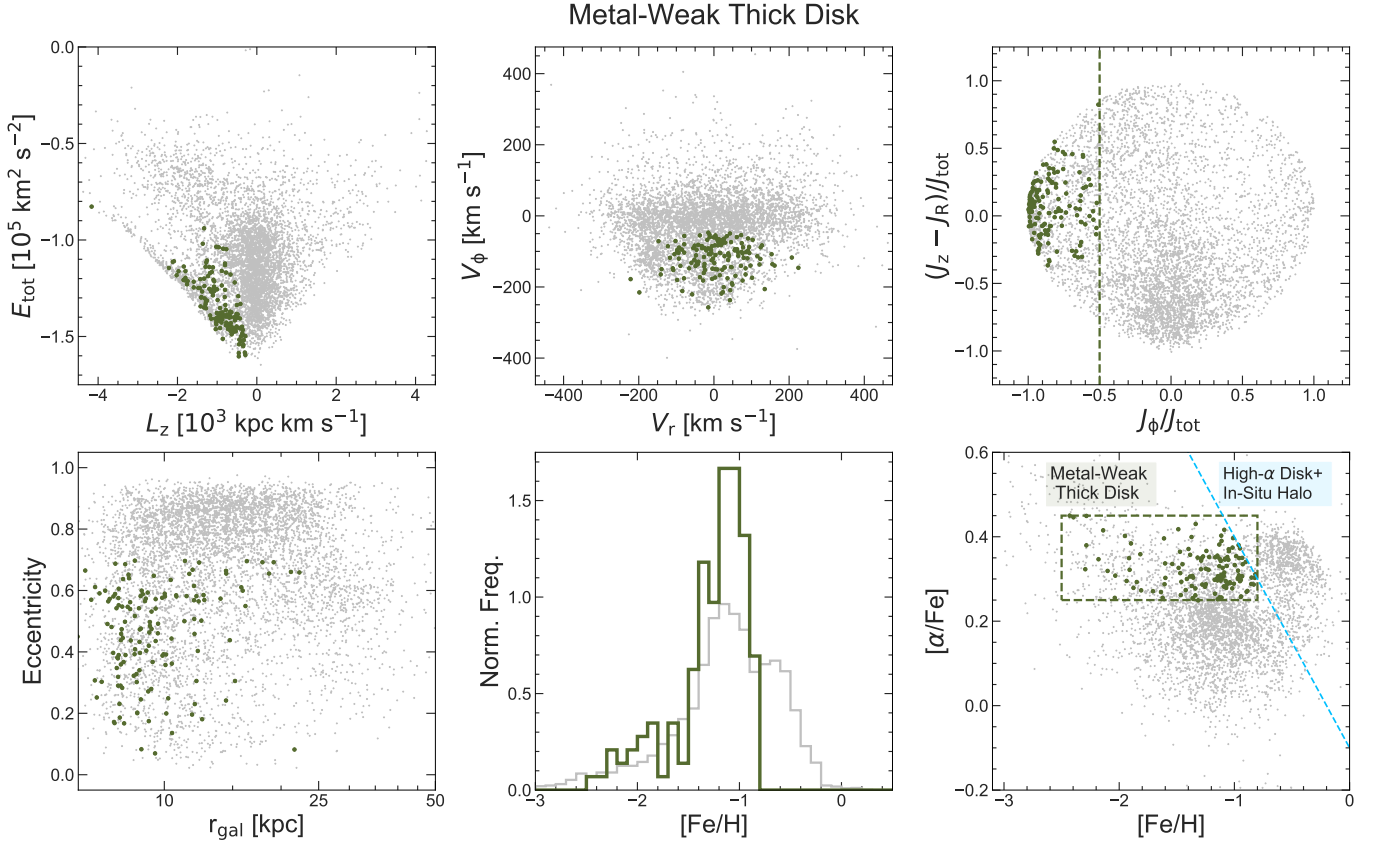 Metal-Weak Thick Disk
0.0
−0.5
−1.0
−1.5
E_tot [10^5 km^2 s^−2]
−4 −2 0 2 4
L_z [10^3 kpc km s^−1]
400
200
0
−200
−400
V_ϕ [km s^−1]
−400 −200 0 200 400
V_r [km s^−1]
1.0
0.5
0.0
−0.5
−1.0
(J_z − J_R)/J_tot
−1.0 −0.5 0.0 0.5 1.0
J_ϕ/J_tot
1.0
0.8
0.6
0.4
0.2
0.0
Eccentricity
10 25 50
r_gal [kpc]
1.5
1.0
0.5
0.0
Norm. Freq.
−3 −2 −1 0
[Fe/H]
0.6
0.4
0.2
0.0
−0.2
[α/Fe]
Metal-Weak
Thick Disk
High-α Disk+
In-Situ Halo
−3 −2 −1 0
[Fe/H]